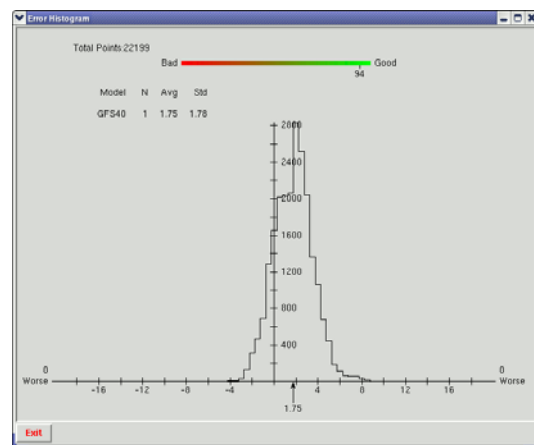 Error Histogram
Total Points:22199
Bad Good
94
Model N Avg Std
GFS40 1 1.75 1.78
2800
2400
2000
1600
1200
800
400
0 0
Worse Worse
-16 -12 -8 -4 4 8 12 16
1.75
Exit